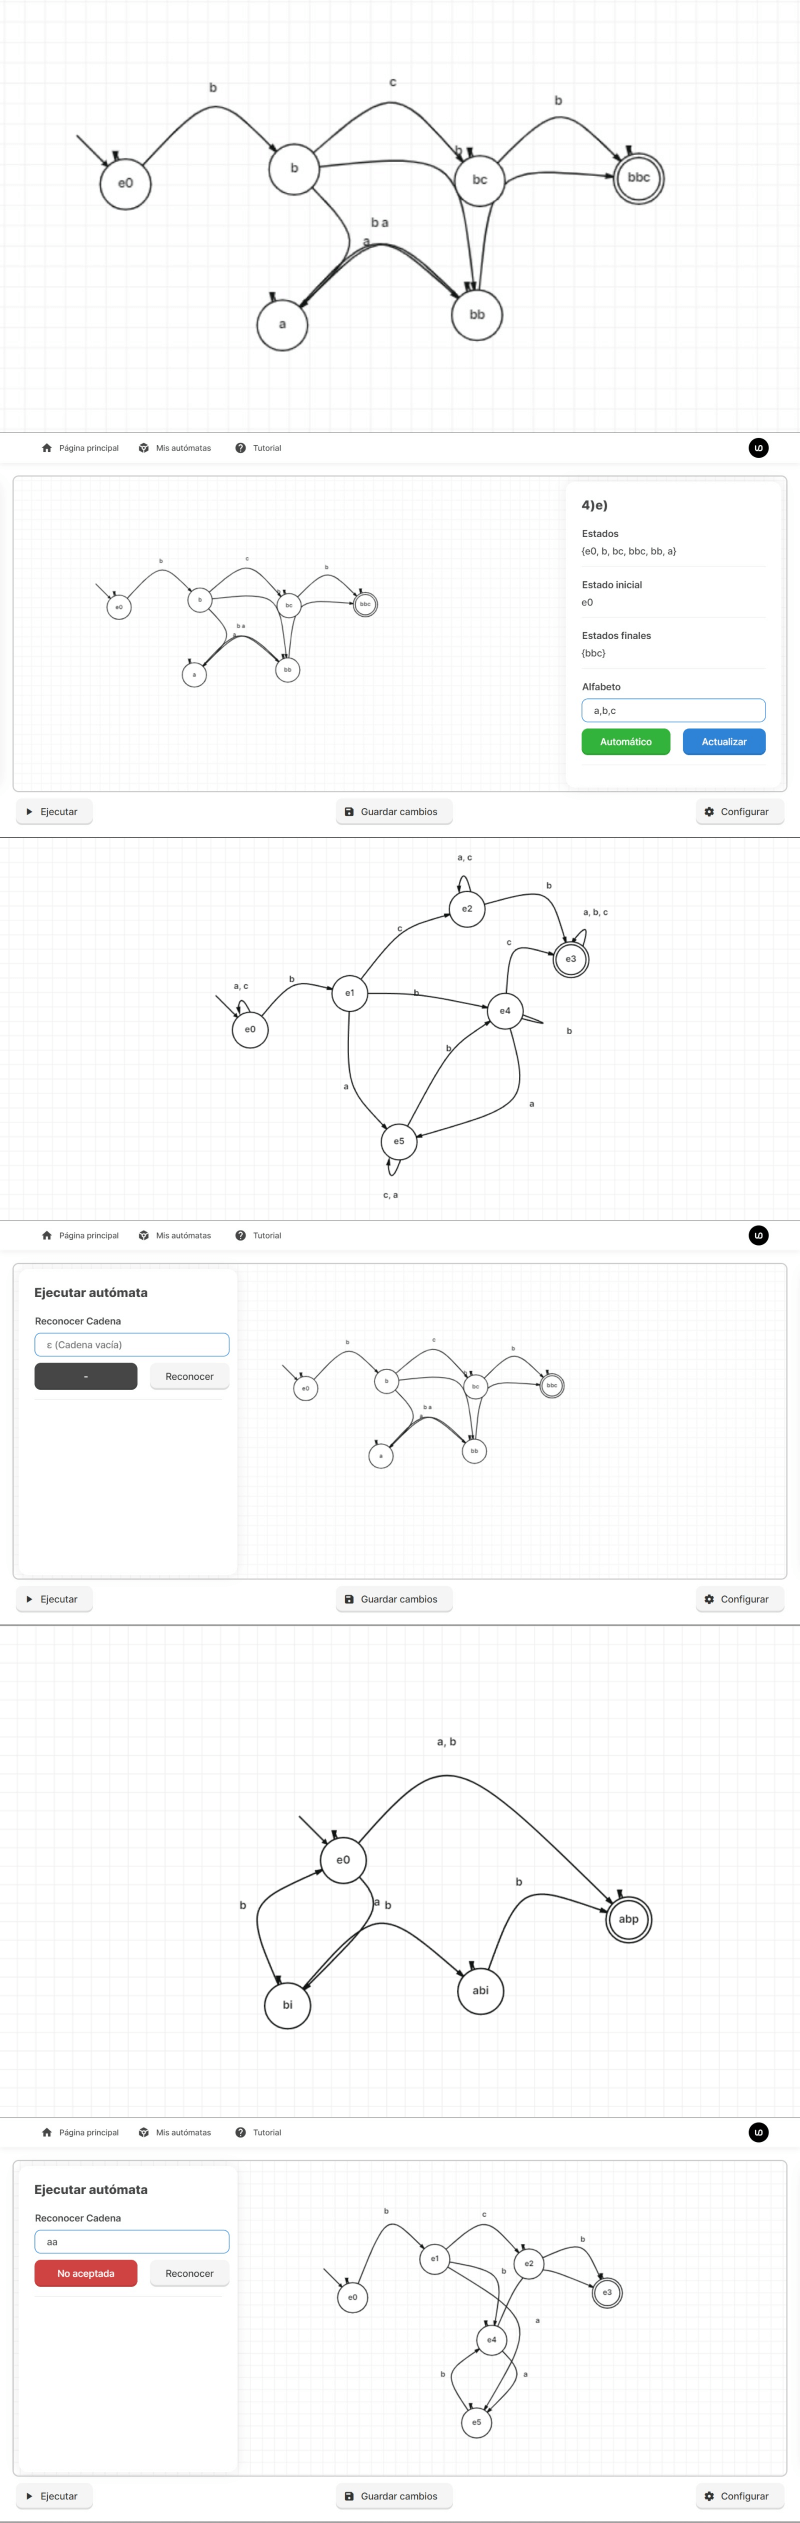 b
c
b
b
e0
b
bc
bbc
b a
a
a
bb
Página principal
Mis autómatas
Tutorial
4)e)
Estados
{e0, b, bc, bbc, bb, a}
Estado inicial
e0
Estados finales
{bbc}
Alfabeto
a,b,c
Automático
Actualizar
b
c
b
e0
b
bc
bbc
b a
a
a
bb
Ejecutar
Guardar cambios
Configurar
a, c
b
e2
a, b, c
c
c
e3
a, c
b
e1
b
e4
e0
b
b
a
a
e5
c, a
Página principal
Mis autómatas
Tutorial
Ejecutar autómata
Reconocer Cadena
ε (Cadena vacía)
-
Reconocer
b
c
b
e0
b
bc
bbc
b a
a
a
bb
Ejecutar
Guardar cambios
Configurar
a, b
e0
b
b
a
b
abp
bi
abi
Página principal
Mis autómatas
Tutorial
Ejecutar autómata
Reconocer Cadena
aa
No aceptada
Reconocer
b
c
b
e1
e2
b
e0
e3
a
e4
b
a
e5
Ejecutar
Guardar cambios
Configurar